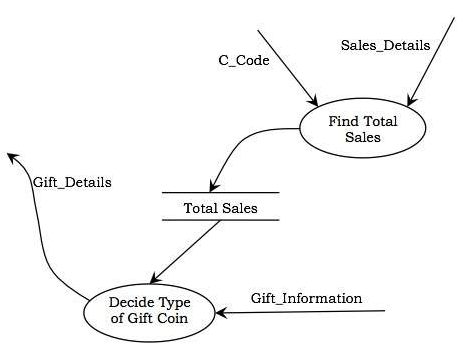 Sales_Details
C_Code
Find Total
Sales
Gift_Details
Total Sales
Gift_Information
Decide Type
of Gift Coin